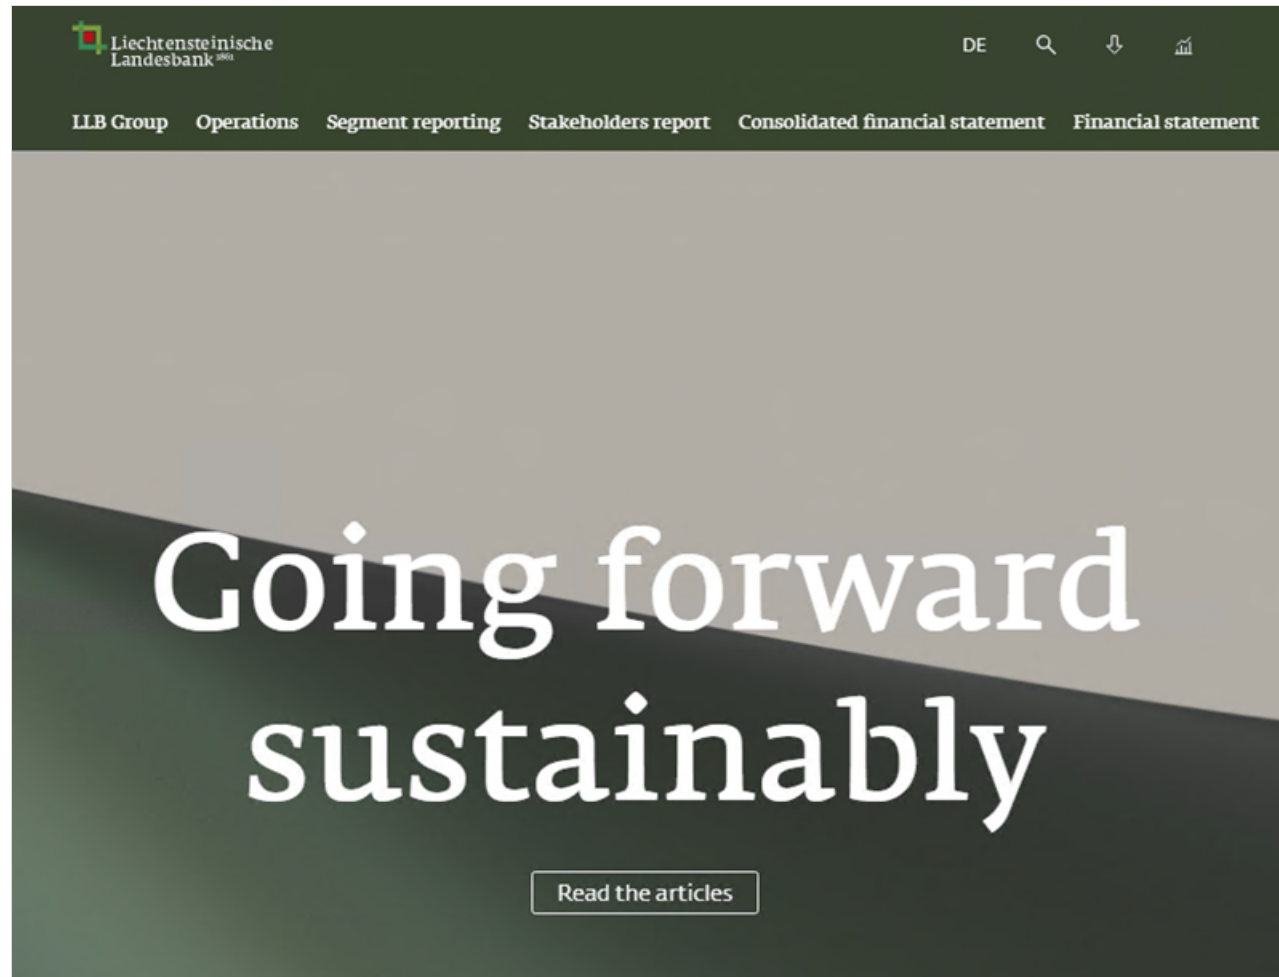 Liechtensteinische
Landesbank 1861
DE
LLB Group Operations Segment reporting Stakeholders report Consolidated financial statement Financial statement
Going forward
sustainably
Read the articles